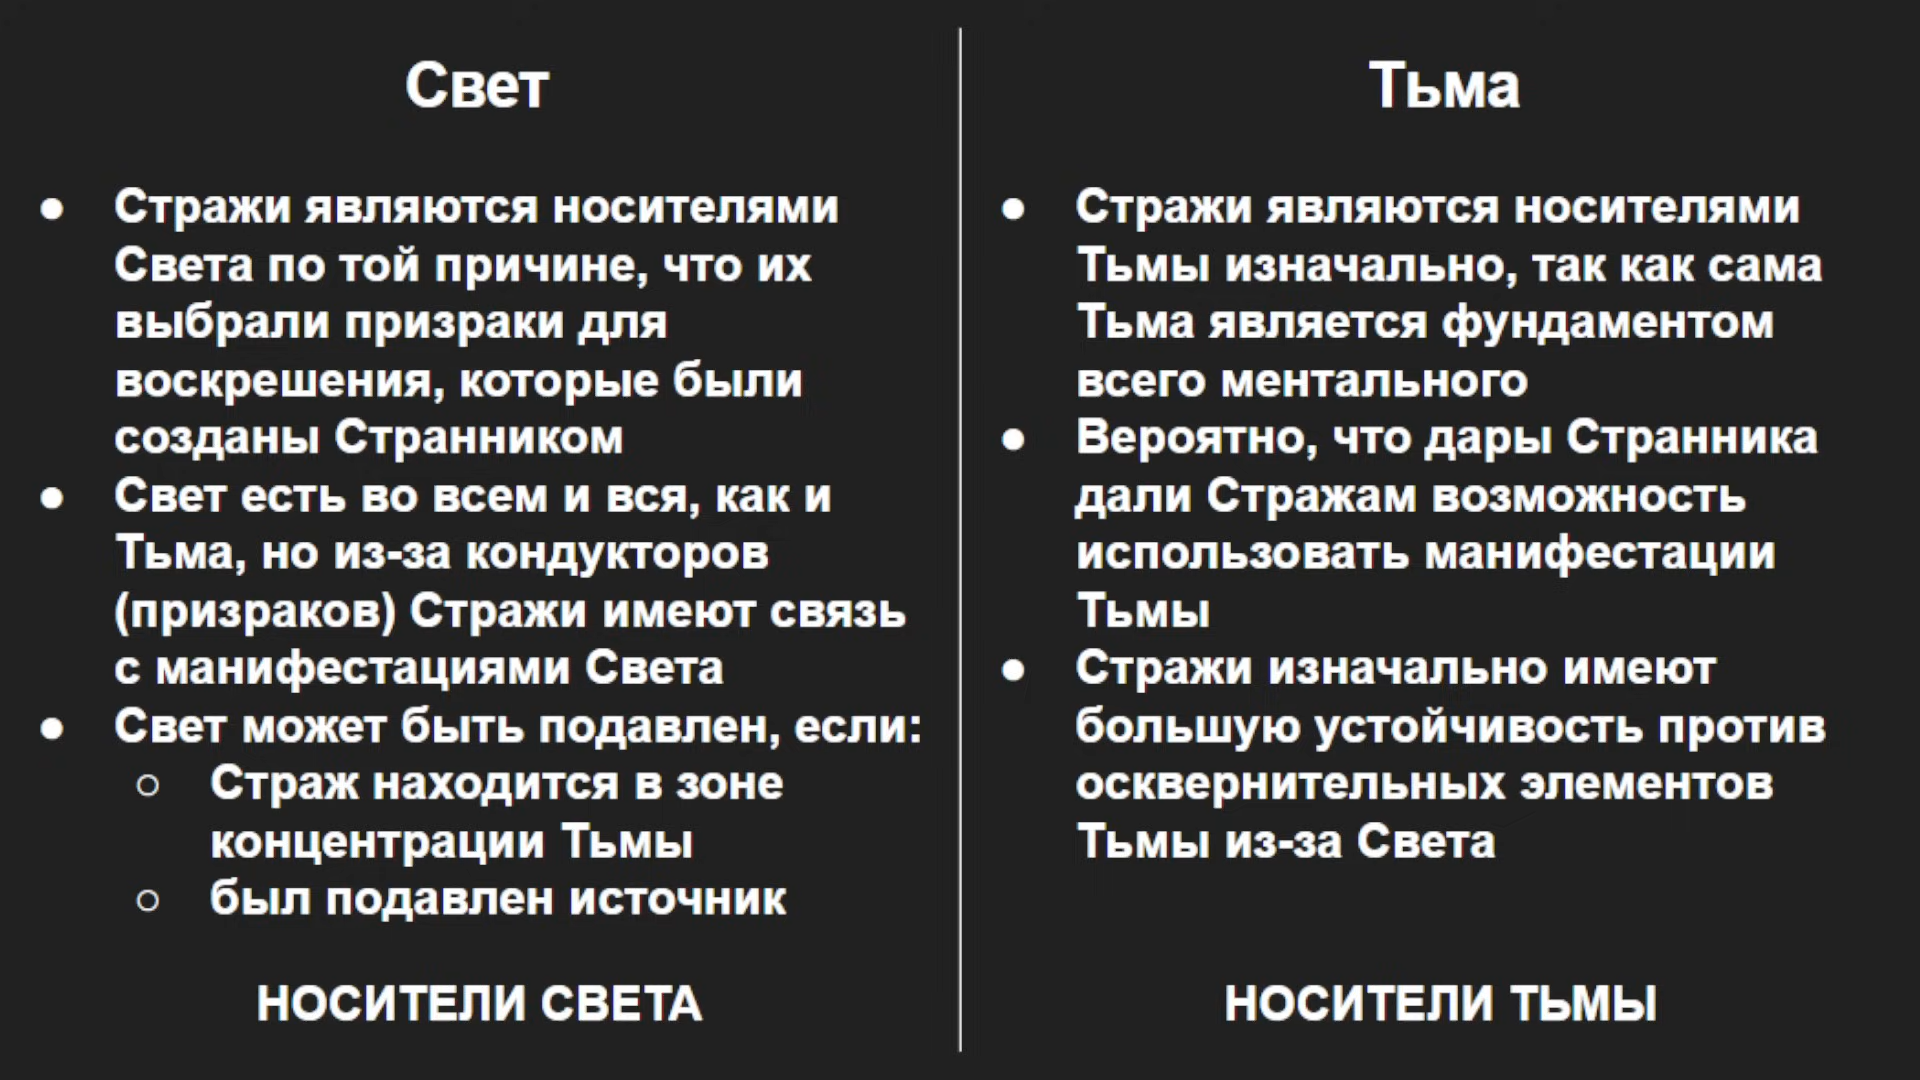 Свет
● Стражи являются носителями
Света по той причине, что их
выбрали призраки для
воскрешения, которые были
созданы Странником
● Свет есть во всем и вся, как и
Тьма, но из-за кондукторов
(призраков) Стражи имеют связь
с манифестациями Света
● Свет может быть подавлен, если:
○ Страж находится в зоне
концентрации Тьмы
○ был подавлен источник
НОСИТЕЛИ СВЕТА
Тьма
● Стражи являются носителями
Тьмы изначально, так как сама
Тьма является фундаментом
всего ментального
● Вероятно, что дары Странника
дали Стражам возможность
использовать манифестации
Тьмы
● Стражи изначально имеют
большую устойчивость против
осквернительных элементов
Тьмы из-за Света
НОСИТЕЛИ ТЬМЫ